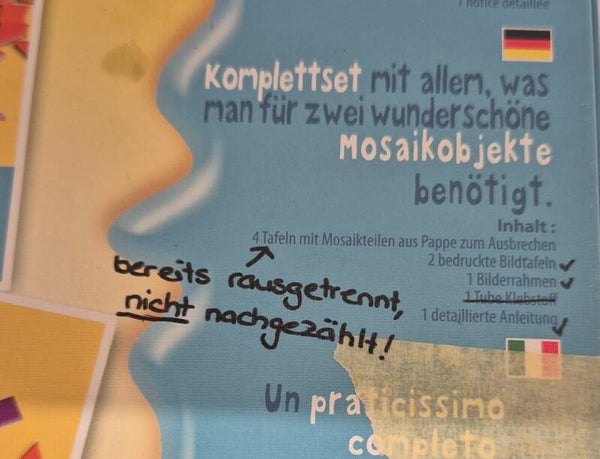 1 notice détaillée
Komplettset mit allem, was
man für zwei wunderschöne
Mosaikobjekte
benötigt.
Inhalt:
4 Tafeln mit Mosaikteilen aus Pappe zum Ausbrechen
2 bedruckte Bildtafeln
1 Bilderrahmen
1 Tube Klebstoff
1 detaillierte Anleitung
bereits rausgetrennt,
nicht nachgezählt!
Un praticissimo
completo